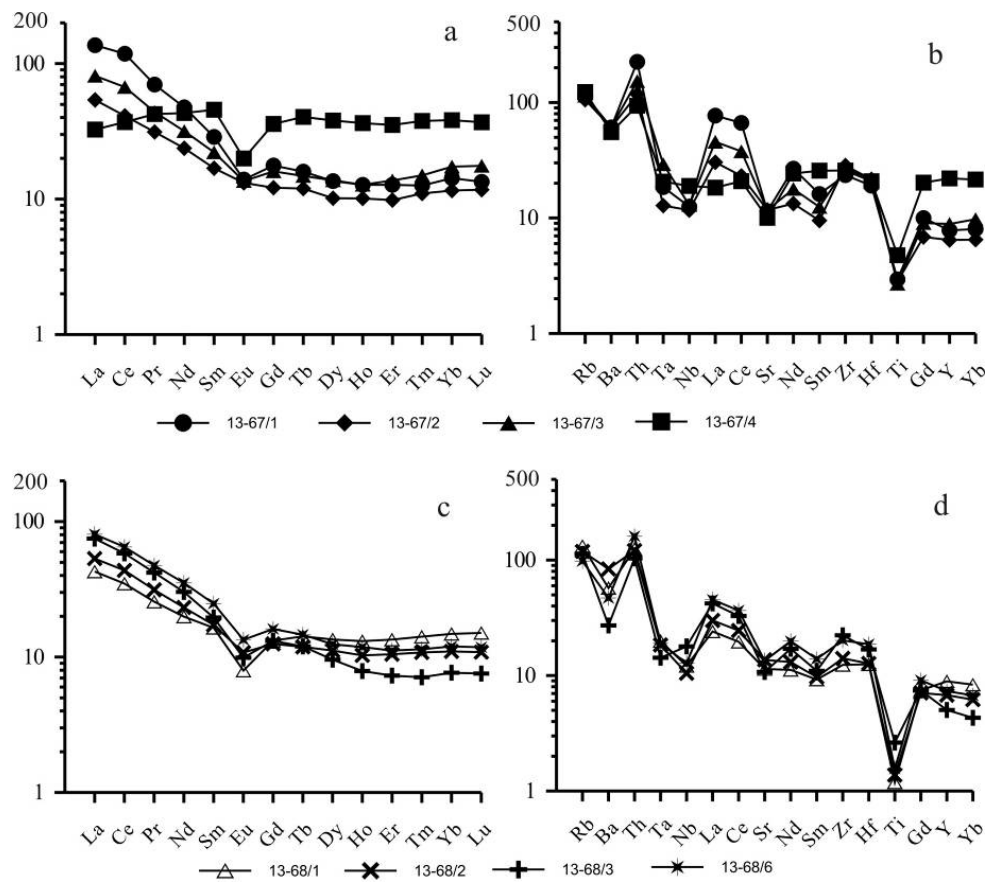 a
200
100
10
1
La Ce Pr Nd Sm Eu Gd Tb Dy Ho Er Tm Yb Lu
b
500
100
10
1
Rb Ba Th Ta Nb La Ce Sr Nd Sm Zr Hf Ti Gd Y Yb
13-67/1 13-67/2 13-67/3 13-67/4
c
200
100
10
1
La Ce Pr Nd Sm Eu Gd Tb Dy Ho Er Tm Yb Lu
d
500
100
10
1
Rb Ba Th Ta Nb La Ce Sr Nd Sm Zr Hf Ti Gd Y Yb
13-68/1 13-68/2 13-68/3 13-68/6